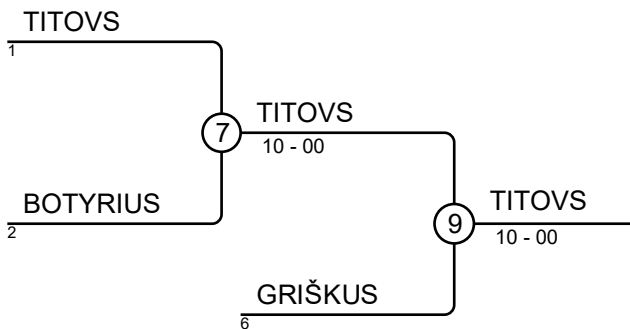 TITOVS
1
TITOVS
7
10 - 00
BOTYRIUS
2
TITOVS
9
10 - 00
GRIŠKUS
6